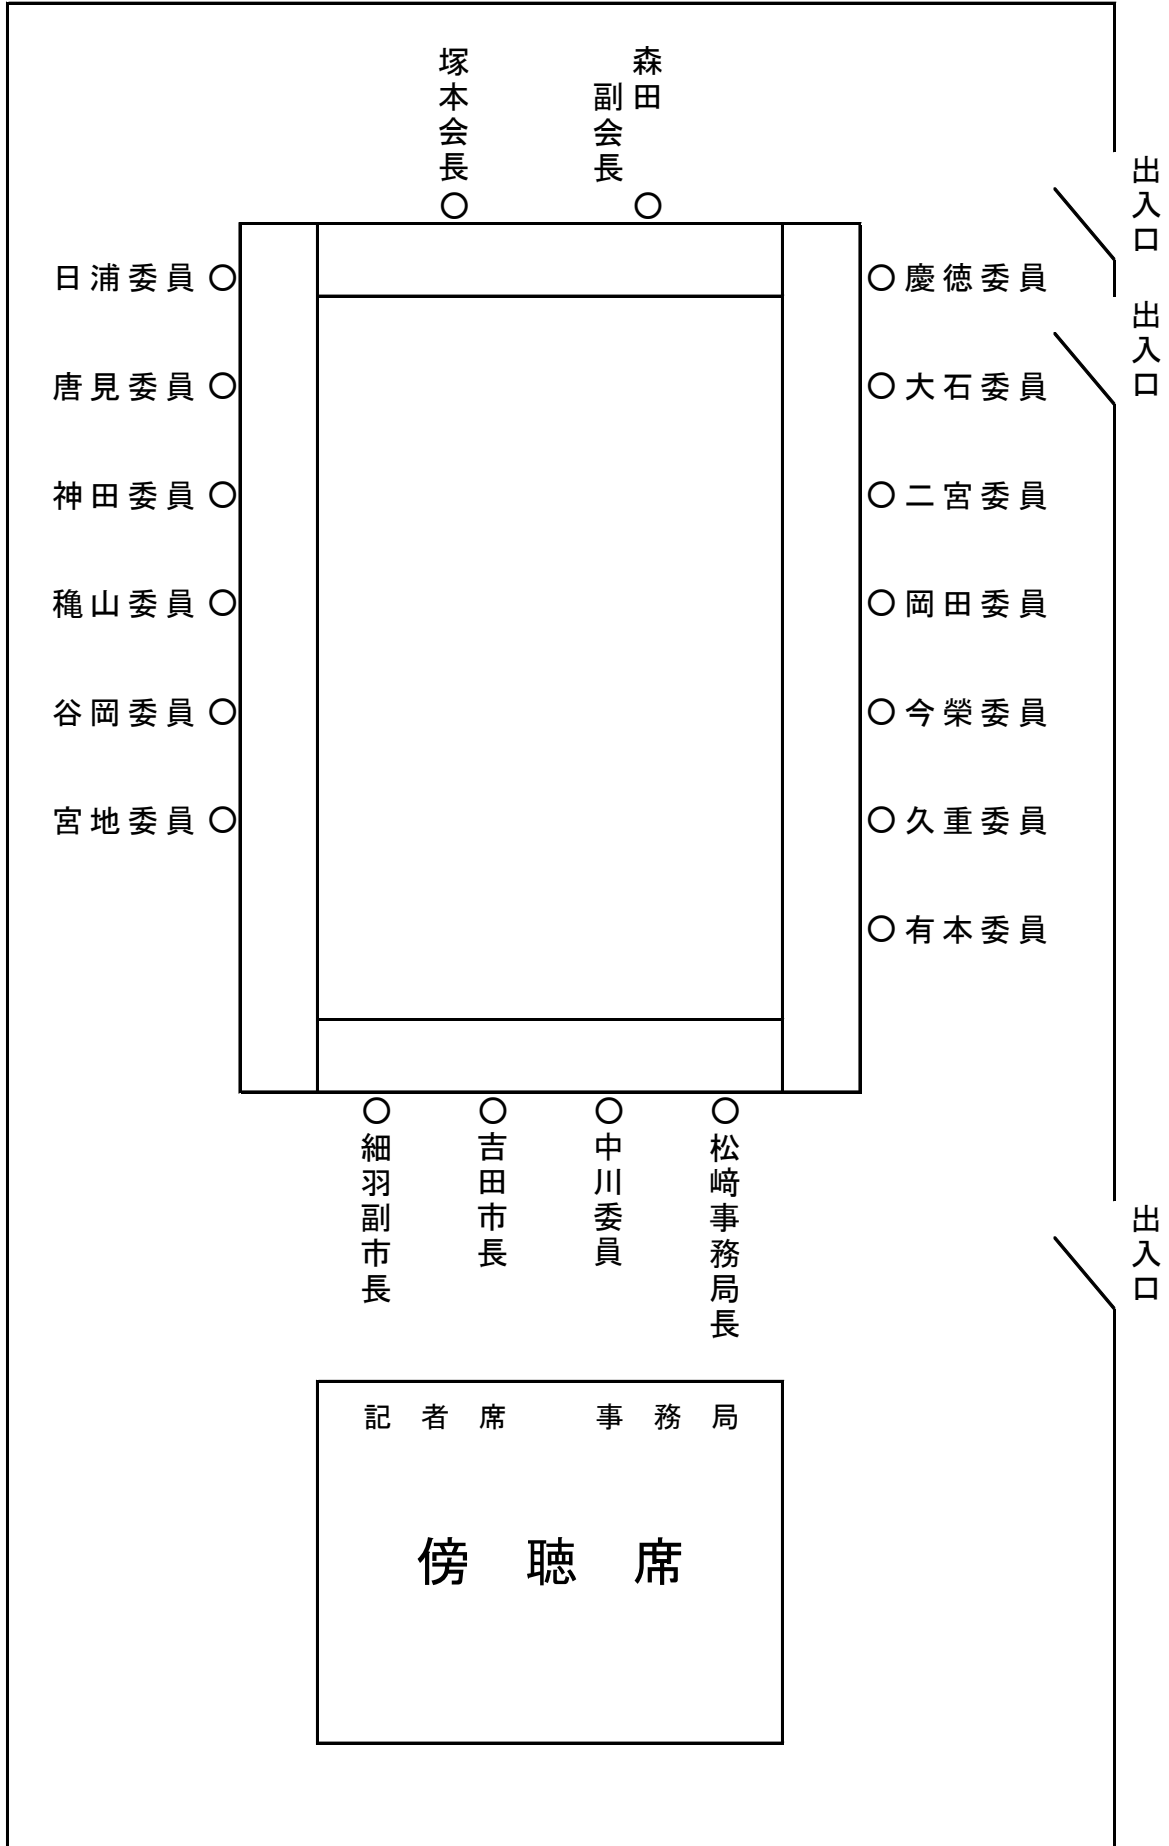 塚本会長
森田
副会長
出入口
日浦委員
慶徳委員
出入口
唐見委員
大石委員
神田委員
二宮委員
穐山委員
岡田委員
谷岡委員
今榮委員
宮地委員
久重委員
有本委員
細羽副市長
吉田市長
中川委員
松﨑事務局長
出入口
記者席 事務局
傍聴席